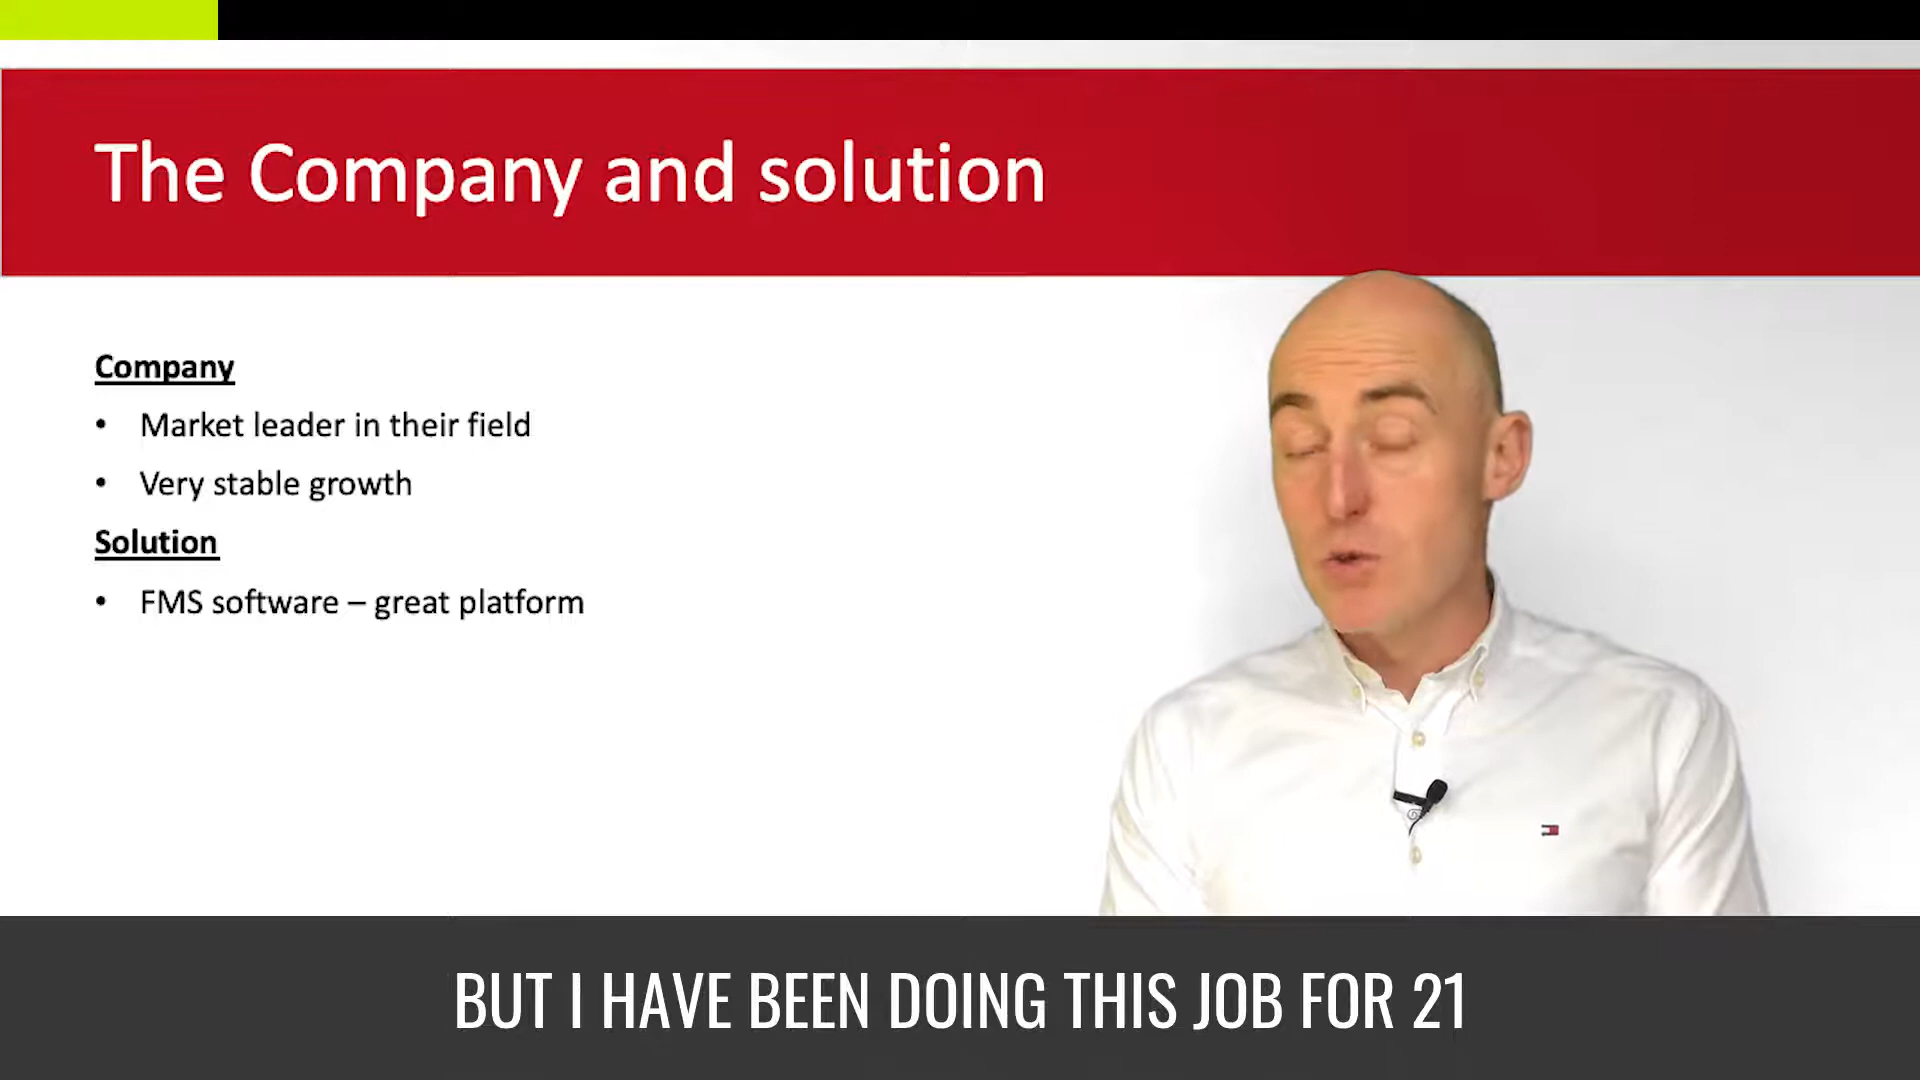 The Company and solution
Company
• Market leader in their field
• Very stable growth
Solution
• FMS software – great platform
BUT I HAVE BEEN DOING THIS JOB FOR 21